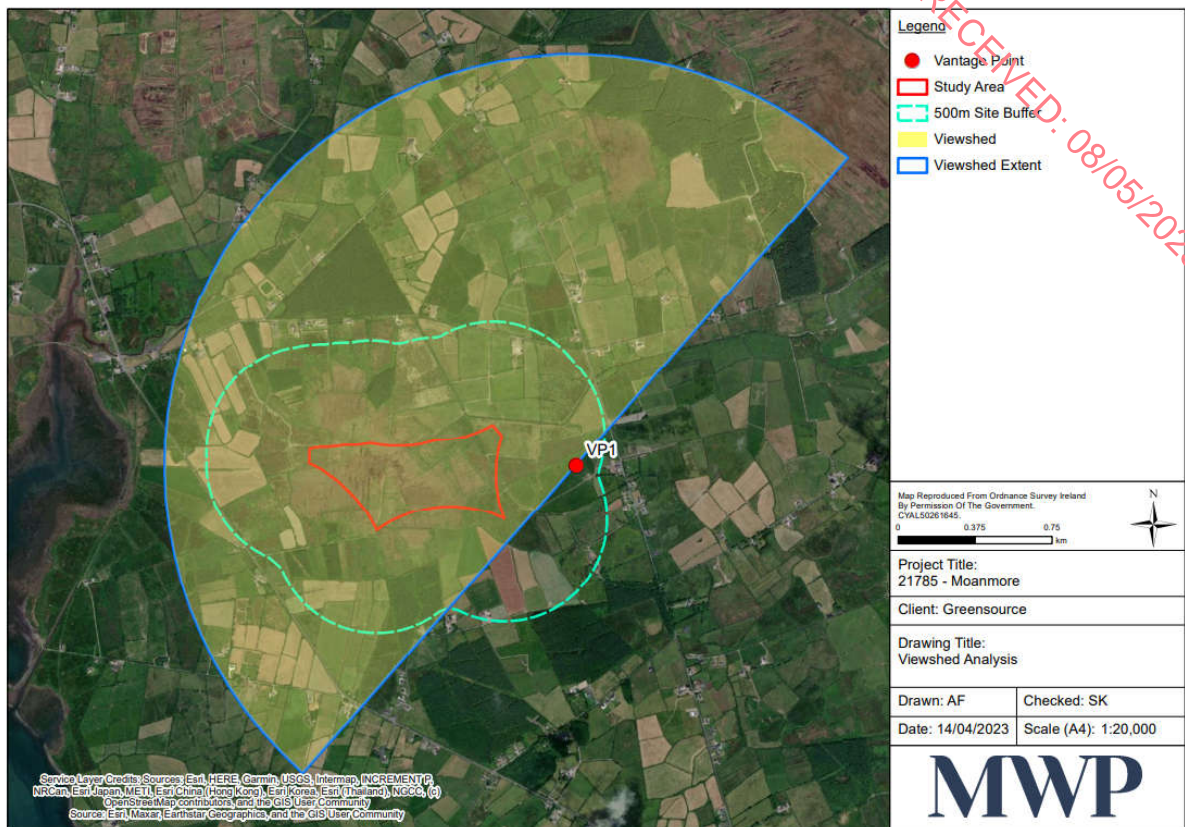 VP1
Service Layer Credits: Sources: Esri, HERE, Garmin, USGS, Intermap, INCREMENT P,
NRCan, Esri Japan, METI, Esri China (Hong Kong), Esri Korea, Esri (Thailand), NGCC, (c)
OpenStreetMap contributors, and the GIS User Community
Source: Esri, Maxar, Earthstar Geographics, and the GIS User Community
Legend
Vantage Point
Study Area
500m Site Buffer
Viewshed
Viewshed Extent
RECEIVED: 08/05/202
Map Reproduced From Ordnance Survey Ireland
By Permission Of The Government.
CYAL50261645.
0 0.375 0.75
km
N
Project Title:
21785 - Moanmore
Client: Greensource
Drawing Title:
Viewshed Analysis
Drawn: AF
Checked: SK
Date: 14/04/2023
Scale (A4): 1:20,000
MWP